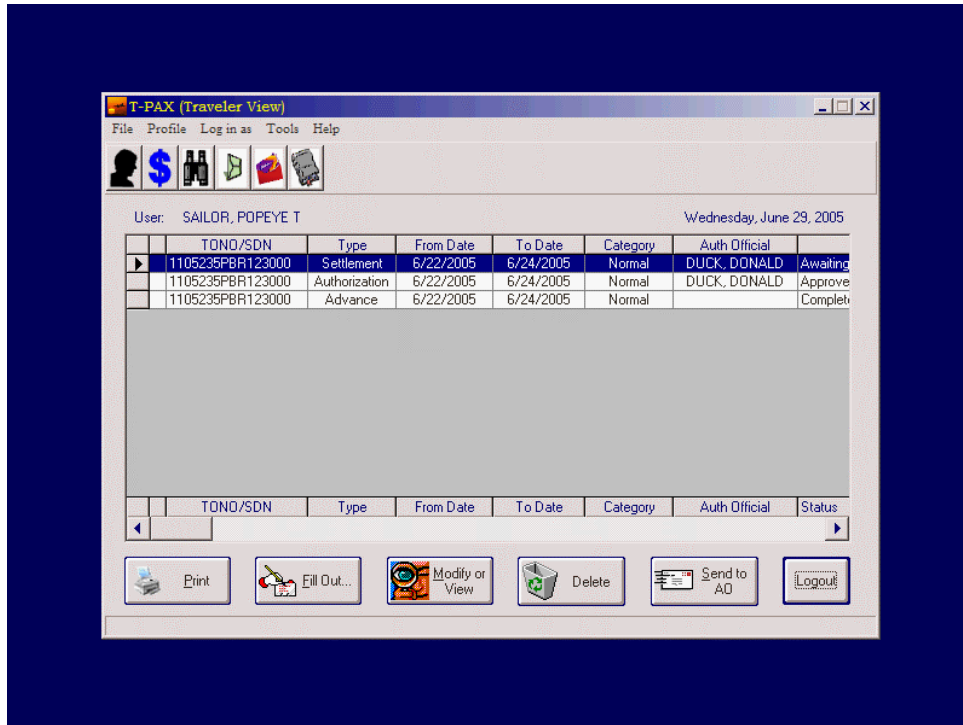 T-PAX (Traveler View)
File Profile Log in as Tools Help
User: SAILOR, POPEYE T Wednesday, June 29, 2005
TONO/SDN Type From Date To Date Category Auth Official
1105235PBR123000 Settlement 6/22/2005 6/24/2005 Normal DUCK, DONALD Awaiting
1105235PBR123000 Authorization 6/22/2005 6/24/2005 Normal DUCK, DONALD Approve
1105235PBR123000 Advance 6/22/2005 6/24/2005 Normal Complete
TONO/SDN Type From Date To Date Category Auth Official Status
Print Fill Out... Modify or View Delete Send to AO Logout